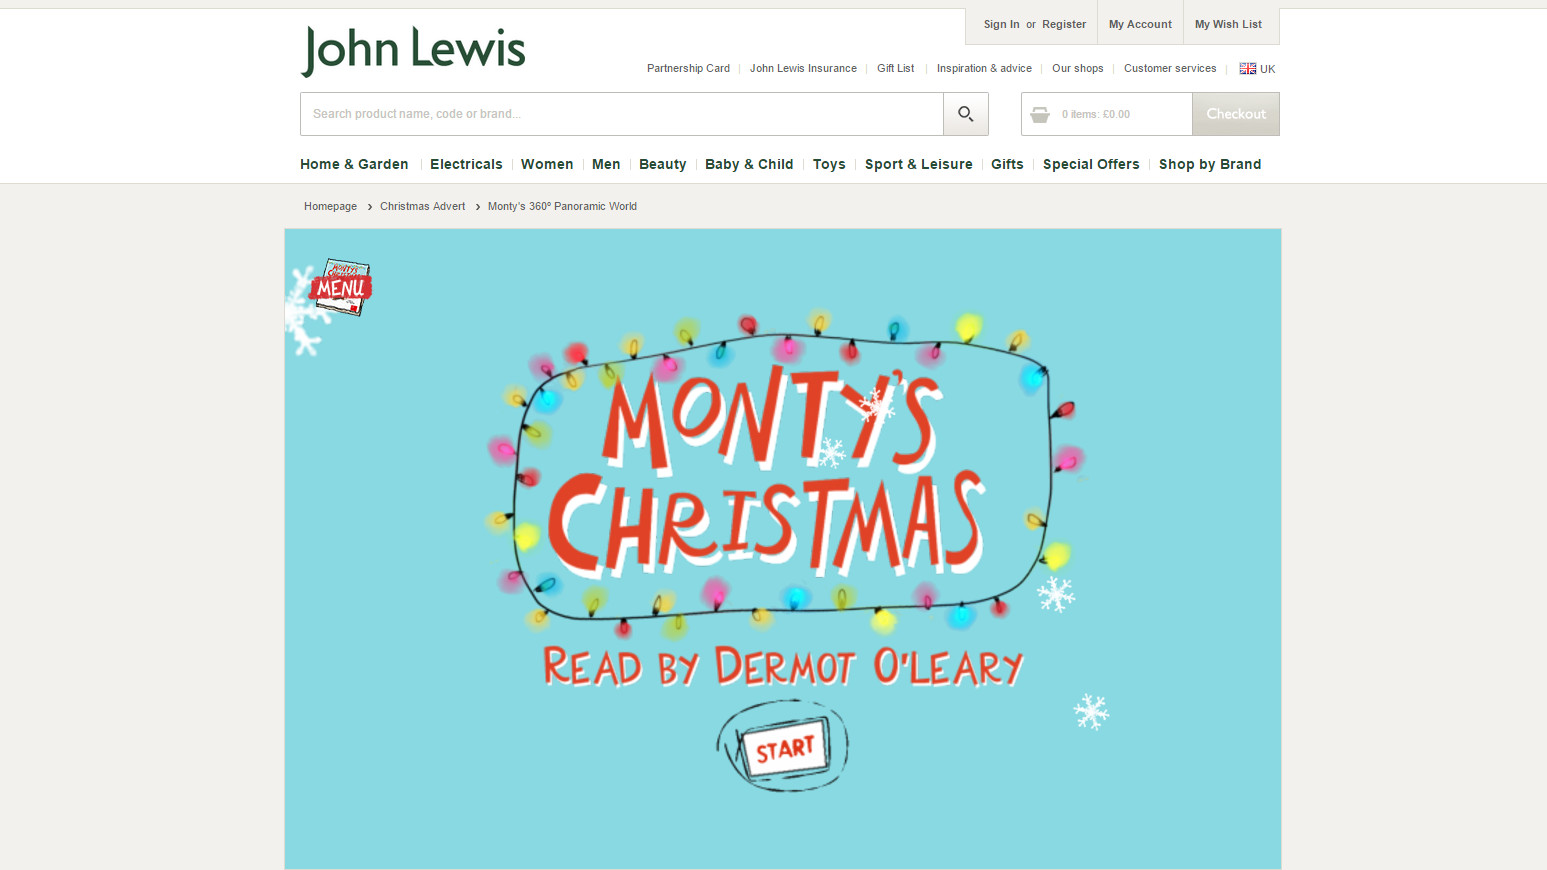 Sign In or Register My Account My Wish List
John Lewis
Partnership Card John Lewis Insurance Gift List Inspiration & advice Our shops Customer services UK
Search product name, code or brand...
0 items: £0.00 Checkout
Home & Garden Electricals Women Men Beauty Baby & Child Toys Sport & Leisure Gifts Special Offers Shop by Brand
Homepage › Christmas Advert › Monty's 360º Panoramic World
MONTY'S
CHRISTMAS
MENU
MONTY'S
CHRISTMAS
READ BY DERMOT O'LEARY
START